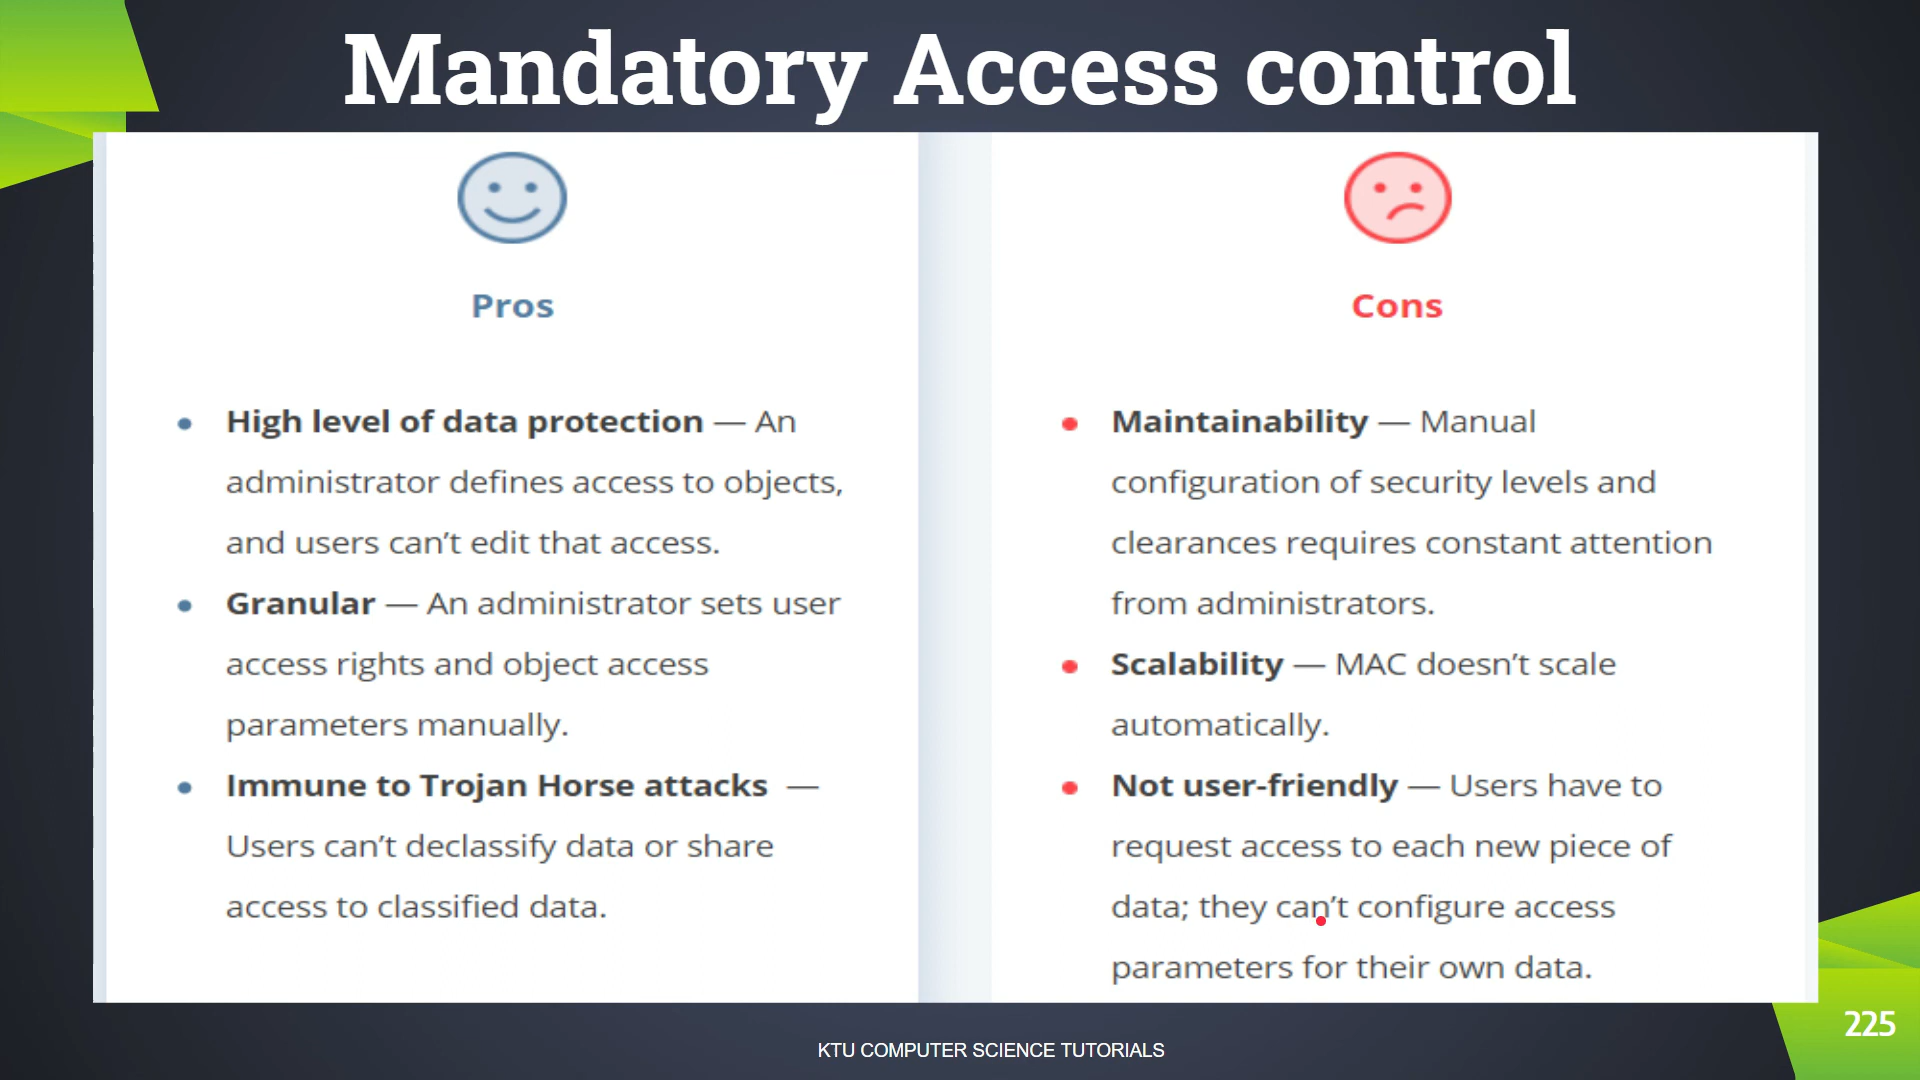 Mandatory Access control
Pros
High level of data protection — An
administrator defines access to objects,
and users can’t edit that access.
Granular — An administrator sets user
access rights and object access
parameters manually.
Immune to Trojan Horse attacks —
Users can’t declassify data or share
access to classified data.
Cons
Maintainability — Manual
configuration of security levels and
clearances requires constant attention
from administrators.
Scalability — MAC doesn’t scale
automatically.
Not user-friendly — Users have to
request access to each new piece of
data; they can’t configure access
parameters for their own data.
225
KTU COMPUTER SCIENCE TUTORIALS